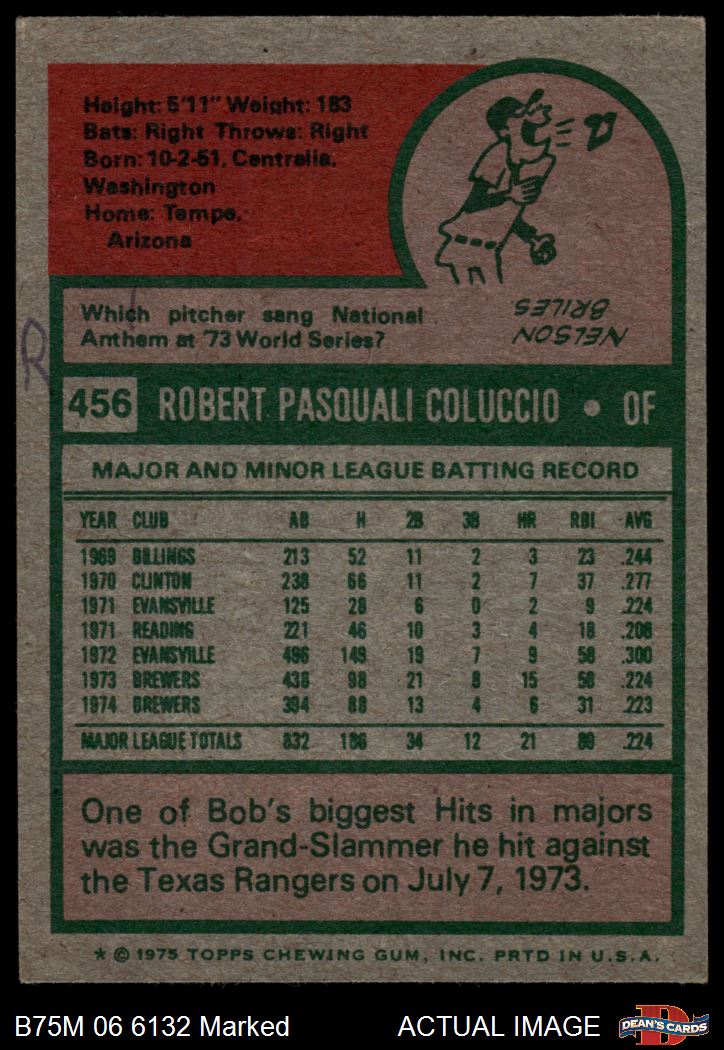 Height: 5'11" Weight: 183
Bats: Right Throws: Right
Born: 10-2-51, Centralia,
Washington
Home: Tempe,
Arizona
Which pitcher sang National
Anthem at '73 World Series?
NELSON
BRILES
R
456 ROBERT PASQUALI COLUCCIO • OF
MAJOR AND MINOR LEAGUE BATTING RECORD
YEAR CLUB AB H 2B 3B HR RBI AVG
1969 BILLINGS 213 52 11 2 3 23 .244
1970 CLINTON 238 66 11 2 7 37 .277
1971 EVANSVILLE 125 28 6 0 2 9 .224
1971 READING 221 46 10 3 4 18 .208
1972 EVANSVILLE 496 149 19 7 9 58 .300
1973 BREWERS 438 98 21 8 15 58 .224
1974 BREWERS 394 88 13 4 6 31 .223
MAJOR LEAGUE TOTALS 832 186 34 12 21 89 .224
One of Bob's biggest Hits in majors
was the Grand-Slammer he hit against
the Texas Rangers on July 7, 1973.
* © 1975 TOPPS CHEWING GUM, INC. PRTD IN U.S.A.
B75M 06 6132 Marked ACTUAL IMAGE
D
DEAN'S CARDS